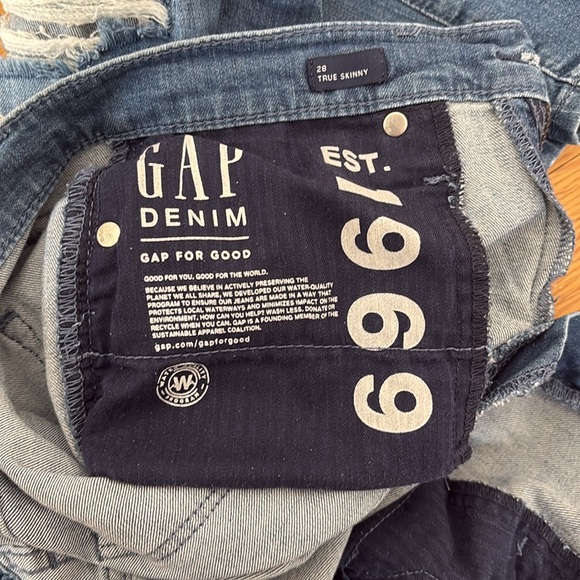 28
TRUE SKINNY
GAP
DENIM
GAP FOR GOOD
GOOD FOR YOU. GOOD FOR THE WORLD.
BECAUSE WE BELIEVE IN ACTIVELY PRESERVING THE
PLANET WE ALL SHARE, WE DEVELOPED OUR WATER-QUALITY
PROGRAM TO ENSURE OUR JEANS ARE MADE IN A WAY THAT
PROTECTS LOCAL WATERWAYS AND MINIMIZES IMPACT ON THE
ENVIRONMENT. HOW CAN YOU HELP? WASH LESS. DONATE OR
RECYCLE WHEN YOU CAN. GAP IS A FOUNDING MEMBER OF THE
SUSTAINABLE APPAREL COALITION.
gap.com/gapforgood
WATER QUALITY
W
PROGRAM
EST.
1969